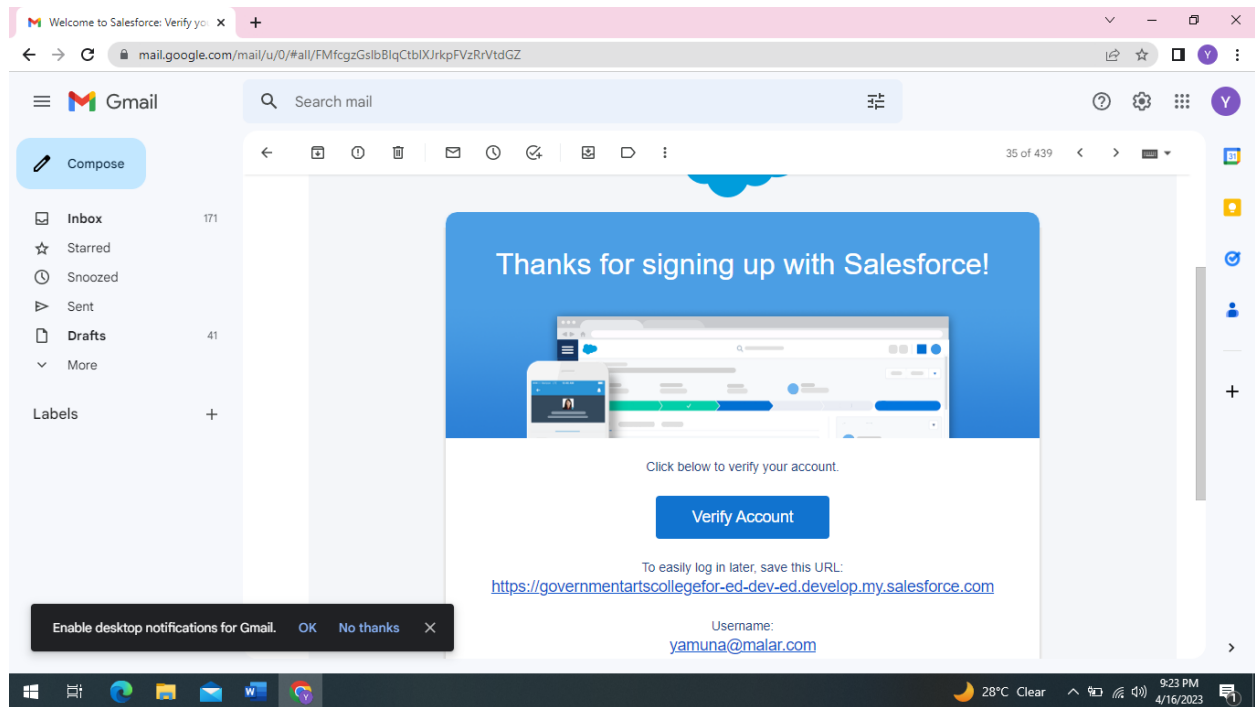 Welcome to Salesforce: Verify yo
mail.google.com/mail/u/0/#all/FMfcgzGslbBlqCtblXJrkpFVzRrVtdGZ
Y
Gmail
Search mail
Y
Compose
35 of 439
31
Inbox 171
Starred
Snoozed
Sent
Drafts 41
More
Labels
Thanks for signing up with Salesforce!
Click below to verify your account.
Verify Account
To easily log in later, save this URL:
https://governmentartscollegefor-ed-dev-ed.develop.my.salesforce.com
Username:
yamuna@malar.com
Enable desktop notifications for Gmail. OK No thanks
28°C Clear
9:23 PM
4/16/2023
1